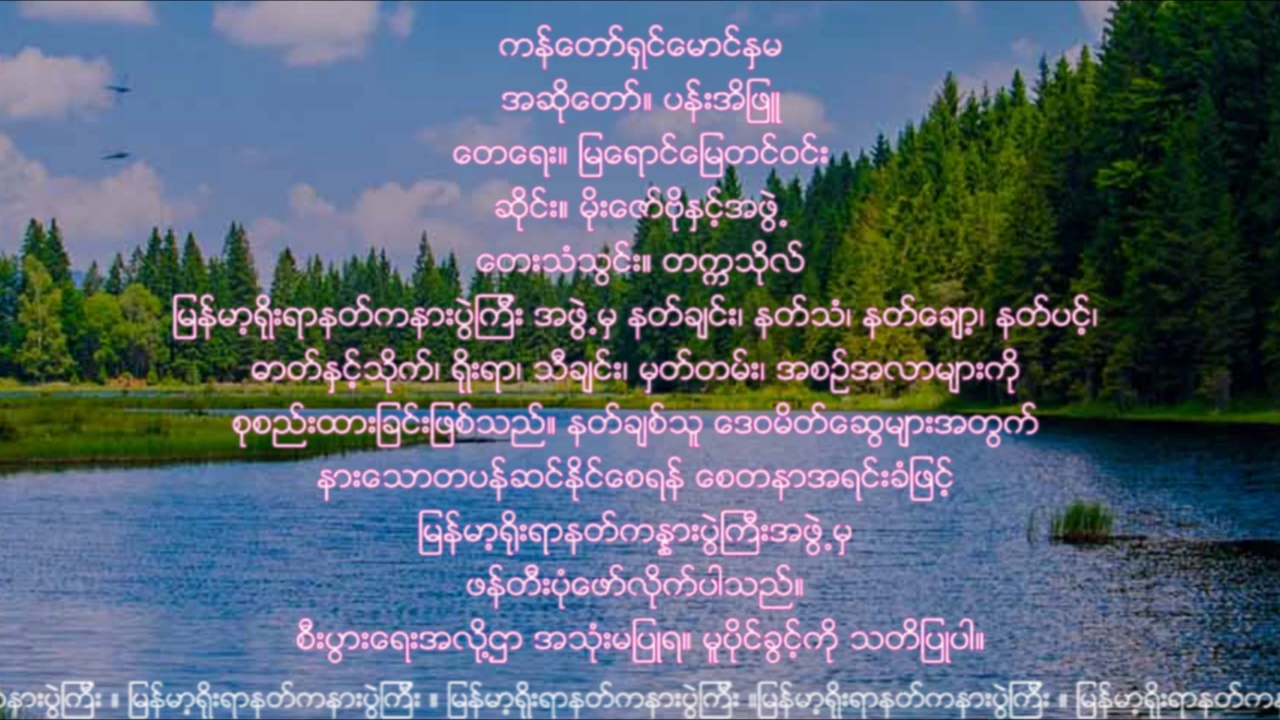 ကန်တော်ရှင်မောင်နှမ
အဆိုတော်။ ပန်းအိဖြူ
တေရေး။ မြရောင်မြေတင်ဝင်း
ဆိုင်း။ မိုးဇော်ဗိုနှင့်အဖွဲ့
တေးသံသွင်း။ တက္ကသိုလ်
မြန်မာ့ရိုးရာနတ်ကနားပွဲကြီး အဖွဲ့မှ နတ်ချင်း၊ နတ်သံ၊ နတ်ချော့၊ နတ်ပင့်၊
ဓာတ်နှင့်သိုက်၊ ရိုးရာ၊ သီချင်း၊ မှတ်တမ်း၊ အစဉ်အလာများကို
စုစည်းထားခြင်းဖြစ်သည်။ နတ်ချစ်သူ ဒေဝမိတ်ဆွေများအတွက်
နားသောတပန်ဆင်နိုင်စေရန် စေတနာအရင်းခံဖြင့်
မြန်မာ့ရိုးရာနတ်ကန္နားပွဲကြီးအဖွဲ့မှ
ဖန်တီးပုံဖော်လိုက်ပါသည်။
စီးပွားရေးအလို့ဌာ အသုံးမပြုရ။ မူပိုင်ခွင့်ကို သတိပြုပါ။
နားပွဲကြီး ။ မြန်မာ့ရိုးရာနတ်ကနားပွဲကြီး ။ မြန်မာ့ရိုးရာနတ်ကနားပွဲကြီး ။မြန်မာ့ရိုးရာနတ်ကနားပွဲကြီး ။ မြန်မာ့ရိုးရာနတ်ကန